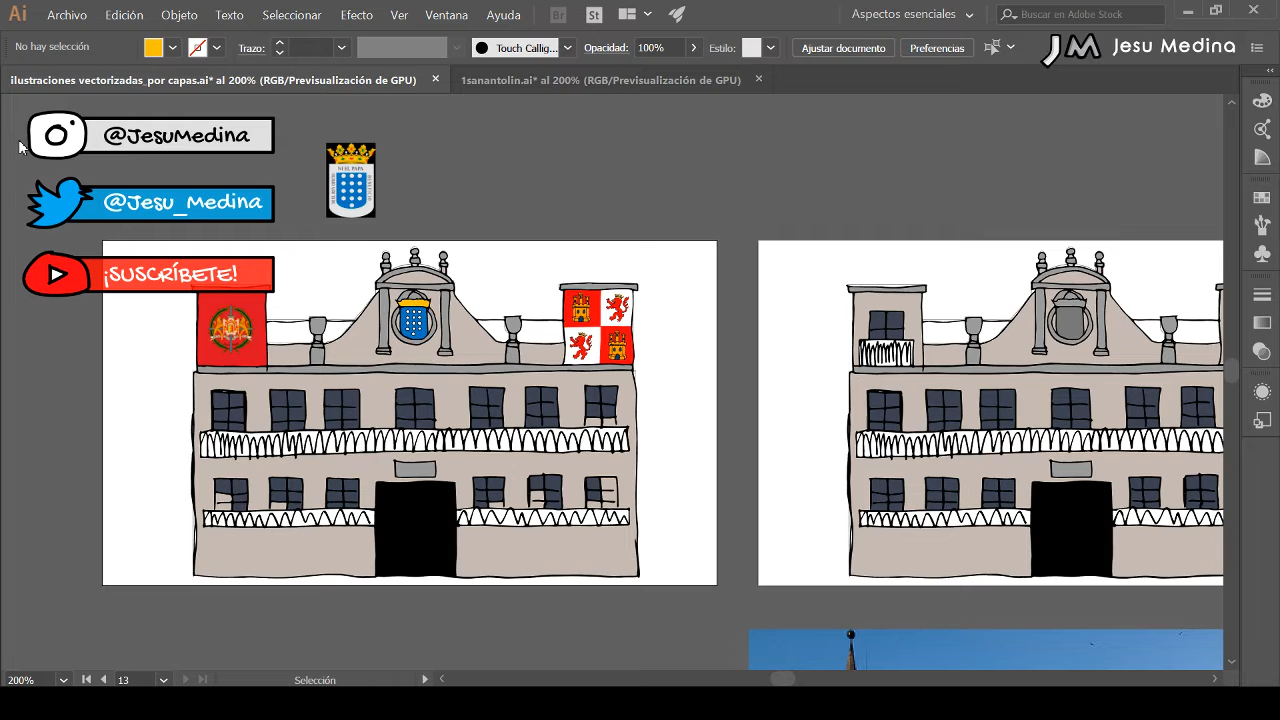 Ai Archivo Edición Objeto Texto Seleccionar Efecto Ver Ventana Ayuda Br St Aspectos esenciales Buscar en Adobe Stock
No hay selección Trazo: Touch Callig... Opacidad: 100% Estilo: Ajustar documento Preferencias JM Jesu Medina
ilustraciones vectorizadas_por capas.ai* al 200% (RGB/Previsualización de GPU) 1sanantolin.ai* al 200% (RGB/Previsualización de GPU)
@JesuMedina
NI EL PAPA
@Jesu_Medina
¡SUSCRÍBETE!
200% 13 Selección